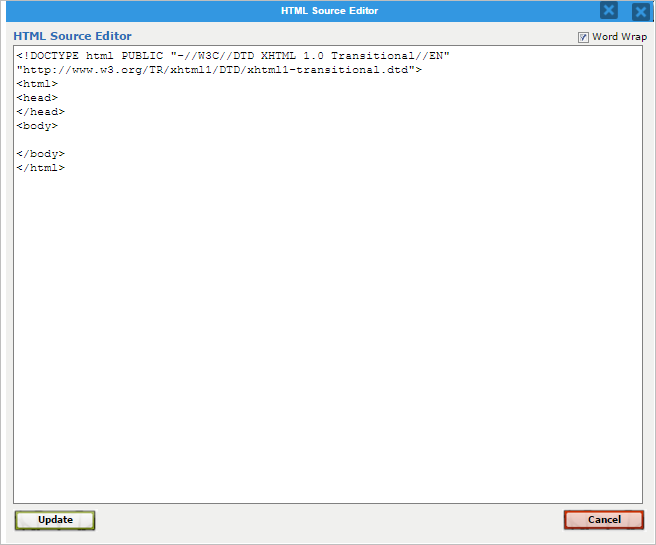 HTML Source Editor
HTML Source Editor
Word Wrap
<!DOCTYPE html PUBLIC "-//W3C//DTD XHTML 1.0 Transitional//EN"
"http://www.w3.org/TR/xhtml1/DTD/xhtml1-transitional.dtd">
<html>
<head>
</head>
<body>
</body>
</html>
Update
Cancel